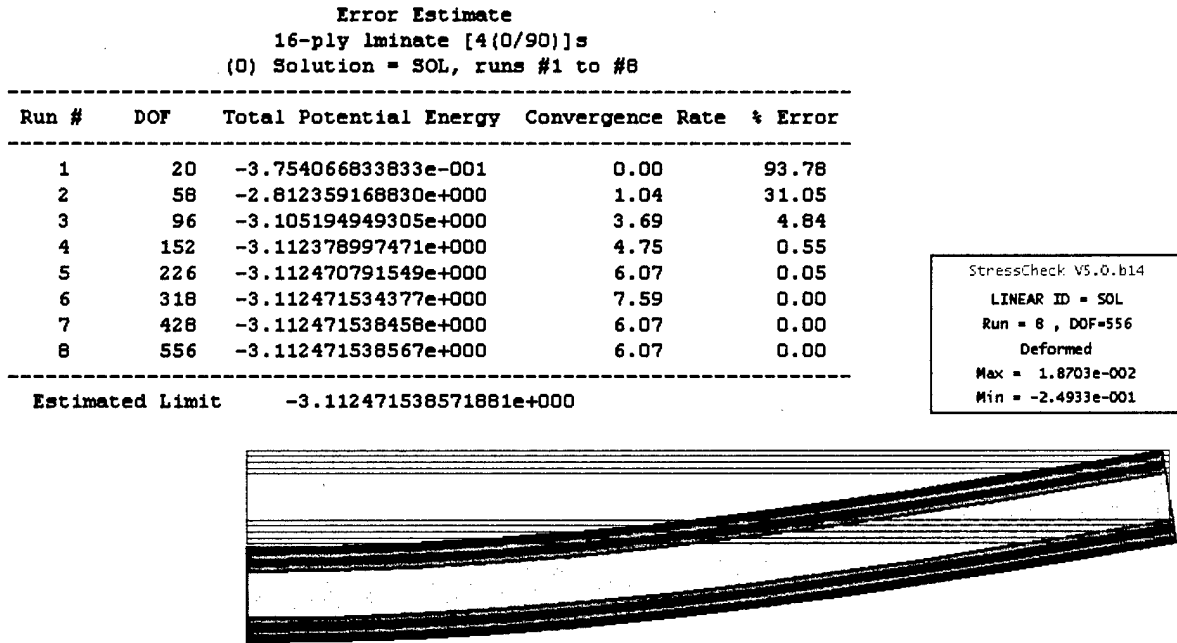 Error Estimate
16-ply lminate [4(0/90)]s
(0) Solution = SOL, runs #1 to #8
Run # DOF Total Potential Energy Convergence Rate % Error
1 20 -3.754066833833e-001 0.00 93.78
2 58 -2.812359168830e+000 1.04 31.05
3 96 -3.105194949305e+000 3.69 4.84
4 152 -3.112378997471e+000 4.75 0.55
5 226 -3.112470791549e+000 6.07 0.05
6 318 -3.112471534377e+000 7.59 0.00
7 428 -3.112471538458e+000 6.07 0.00
8 556 -3.112471538567e+000 6.07 0.00
Estimated Limit -3.112471538571881e+000
StressCheck V5.0.b14
LINEAR ID = SOL
Run = 8 , DOF=556
Deformed
Max = 1.8703e-002
Min = -2.4933e-001